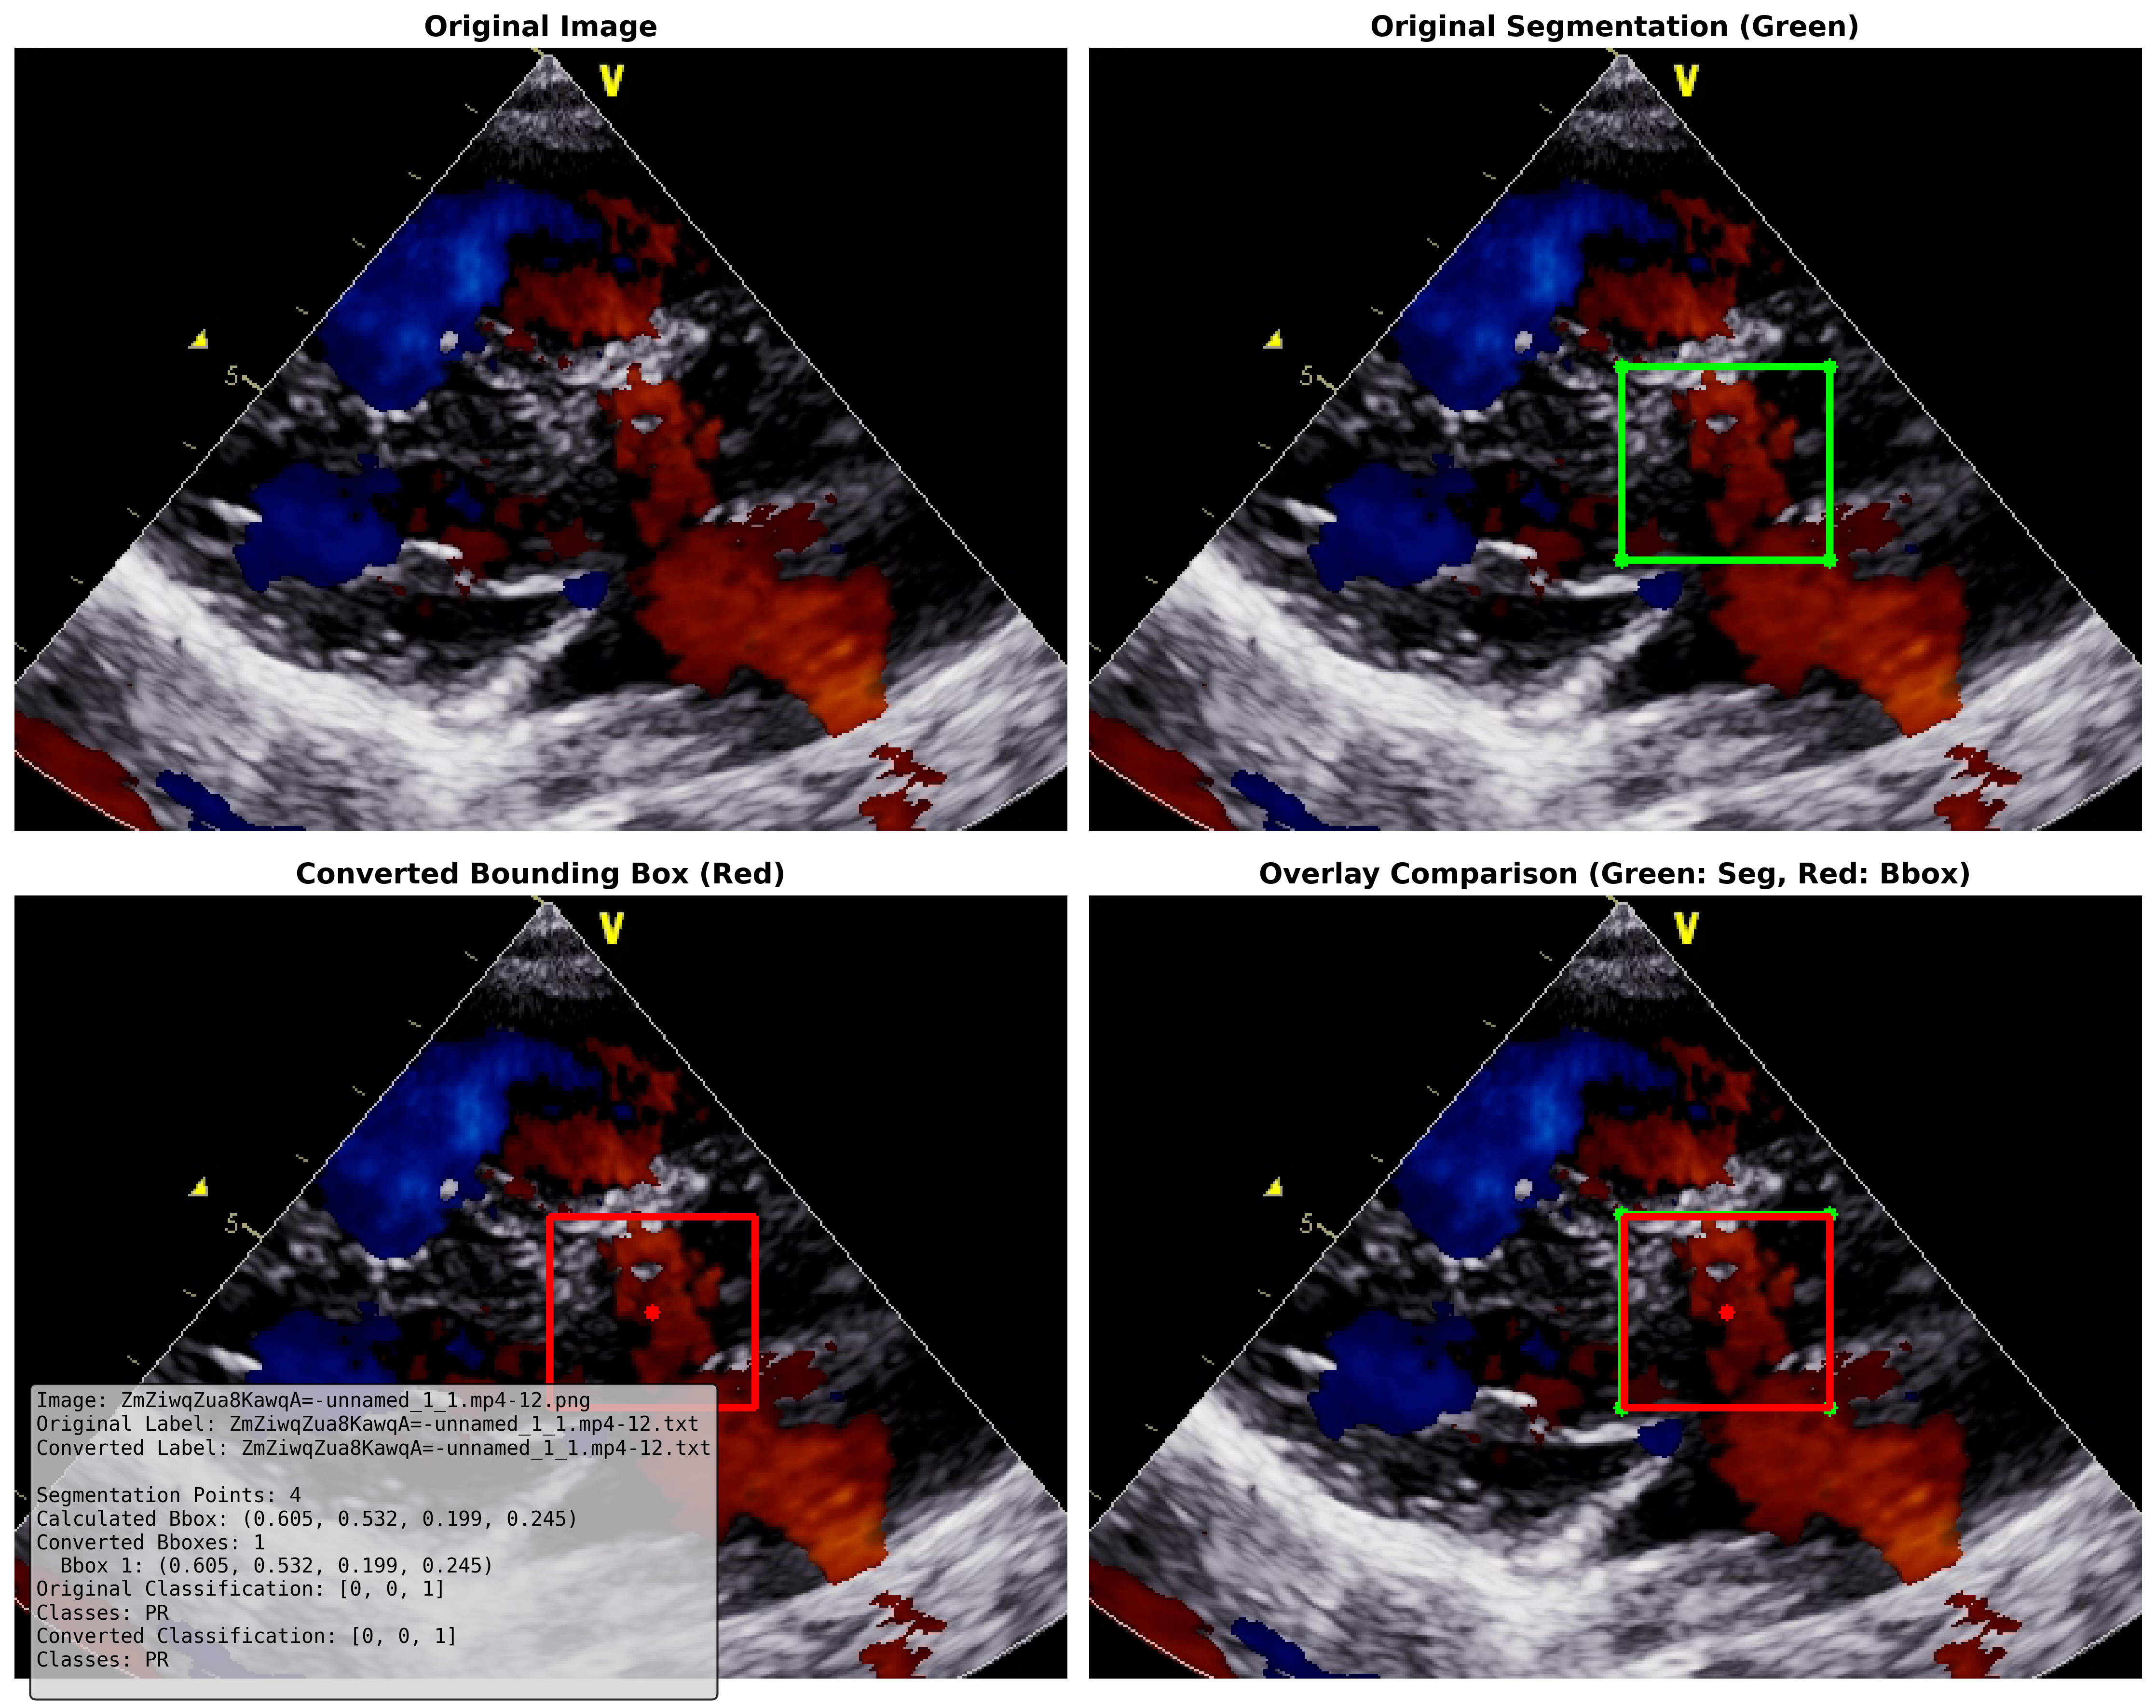 Original Image
Original Segmentation (Green)
V
V
5
5
Converted Bounding Box (Red)
Overlay Comparison (Green: Seg, Red: Bbox)
V
V
5
5
Image: ZmZiwqZua8KawqA=-unnamed_1_1.mp4-12.png
Original Label: ZmZiwqZua8KawqA=-unnamed_1_1.mp4-12.txt
Converted Label: ZmZiwqZua8KawqA=-unnamed_1_1.mp4-12.txt
Segmentation Points: 4
Calculated Bbox: (0.605, 0.532, 0.199, 0.245)
Converted Bboxes: 1
Bbox 1: (0.605, 0.532, 0.199, 0.245)
Original Classification: [0, 0, 1]
Classes: PR
Converted Classification: [0, 0, 1]
Classes: PR